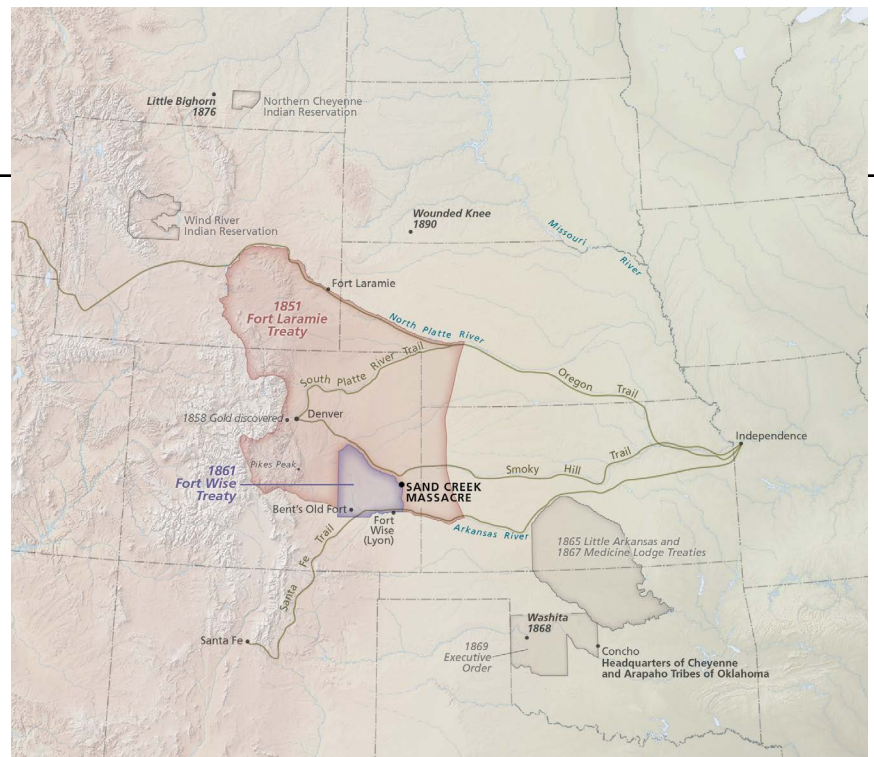 Little Bighorn
1876
Northern Cheyenne
Indian Reservation
Wind River
Indian Reservation
Wounded Knee
1890
Missouri
River
Fort Laramie
1851
Fort Laramie
Treaty
North Platte River
South Platte River Trail
Oregon Trail
1858 Gold discovered
Denver
Independence
Pikes Peak
1861
Fort Wise
Treaty
Smoky Hill Trail
SAND CREEK
MASSACRE
Bent's Old Fort
Fort
Wise
(Lyon)
Arkansas River
1865 Little Arkansas and
1867 Medicine Lodge Treaties
Santa Fe Trail
Santa Fe
Washita
1868
1869
Executive
Order
Concho
Headquarters of Cheyenne
and Arapaho Tribes of Oklahoma